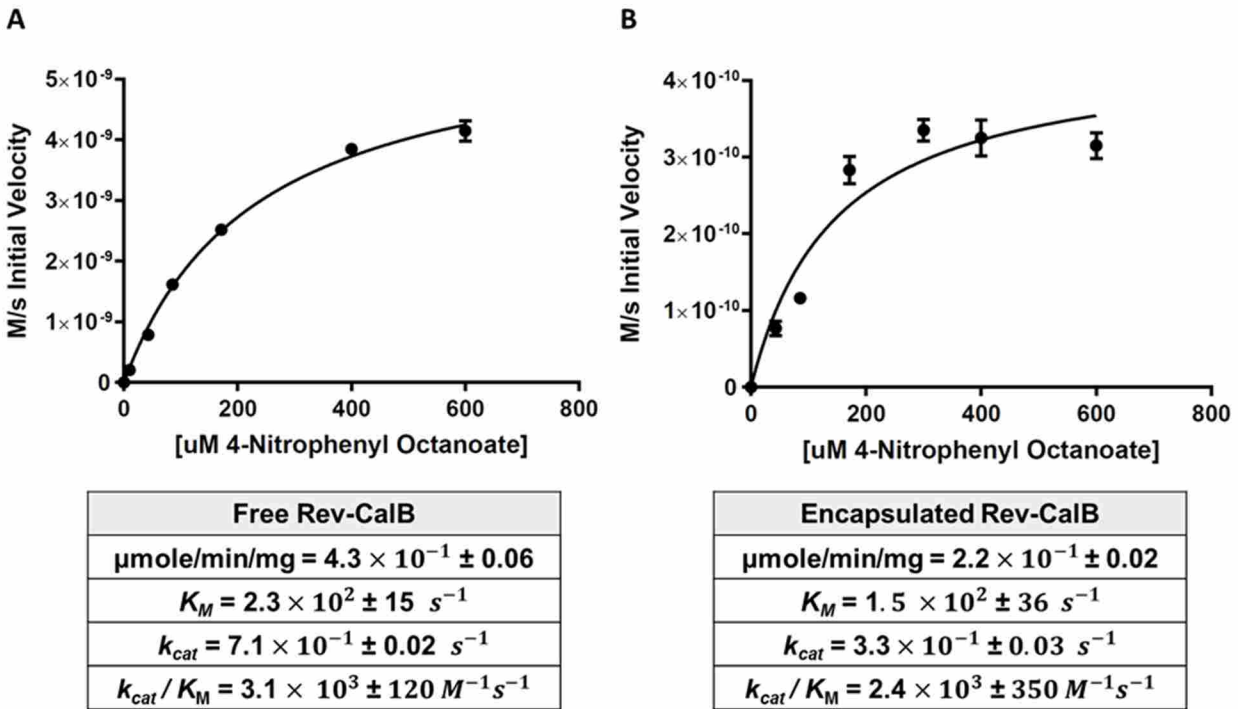 A
M/s Initial Velocity
5×10⁻⁹
4×10⁻⁹
3×10⁻⁹
2×10⁻⁹
1×10⁻⁹
0
0 200 400 600 800
[uM 4-Nitrophenyl Octanoate]
Free Rev-CalB
μmole/min/mg = 4.3 × 10⁻¹ ± 0.06
K_M = 2.3 × 10² ± 15 s⁻¹
k_cat = 7.1 × 10⁻¹ ± 0.02 s⁻¹
k_cat / K_M = 3.1 × 10³ ± 120 M⁻¹s⁻¹
B
M/s Initial Velocity
4×10⁻¹⁰
3×10⁻¹⁰
2×10⁻¹⁰
1×10⁻¹⁰
0
0 200 400 600 800
[uM 4-Nitrophenyl Octanoate]
Encapsulated Rev-CalB
μmole/min/mg = 2.2 × 10⁻¹ ± 0.02
K_M = 1.5 × 10² ± 36 s⁻¹
k_cat = 3.3 × 10⁻¹ ± 0.03 s⁻¹
k_cat / K_M = 2.4 × 10³ ± 350 M⁻¹s⁻¹